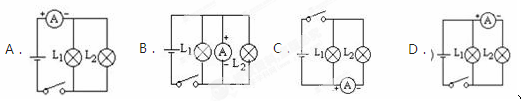 A. + A - L₁ L₂
B. L₁ + A - L₂
C. L₁ L₂ + A -
D. ) L₁ + A - L₂